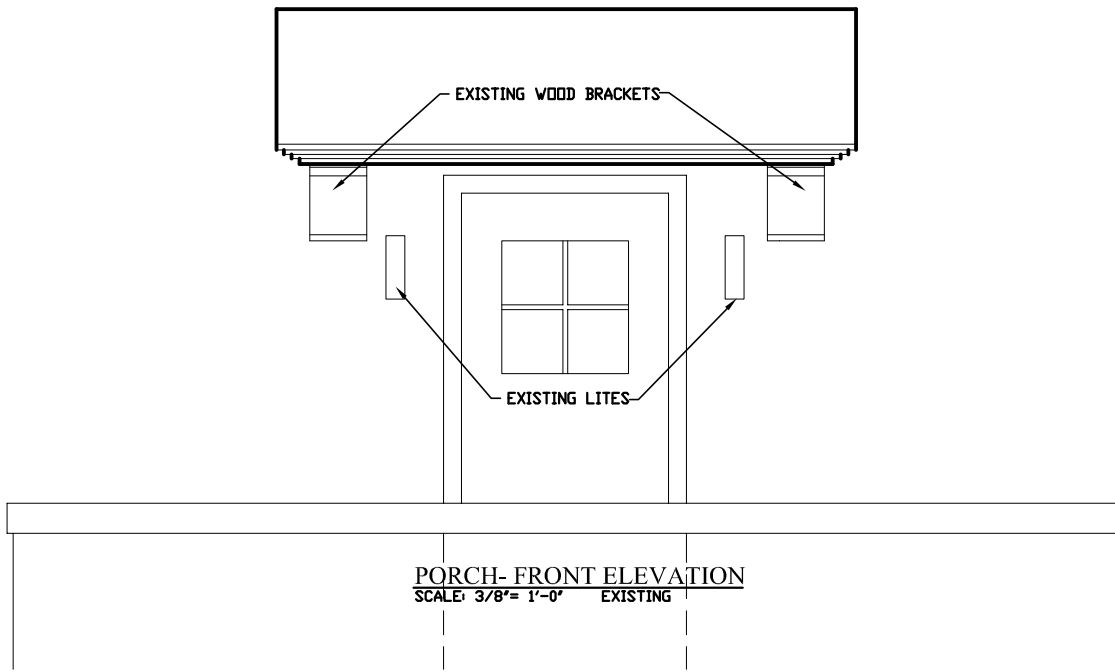 EXISTING WOOD BRACKETS
EXISTING LITES
PORCH- FRONT ELEVATION
SCALE: 3/8"= 1'-0" EXISTING